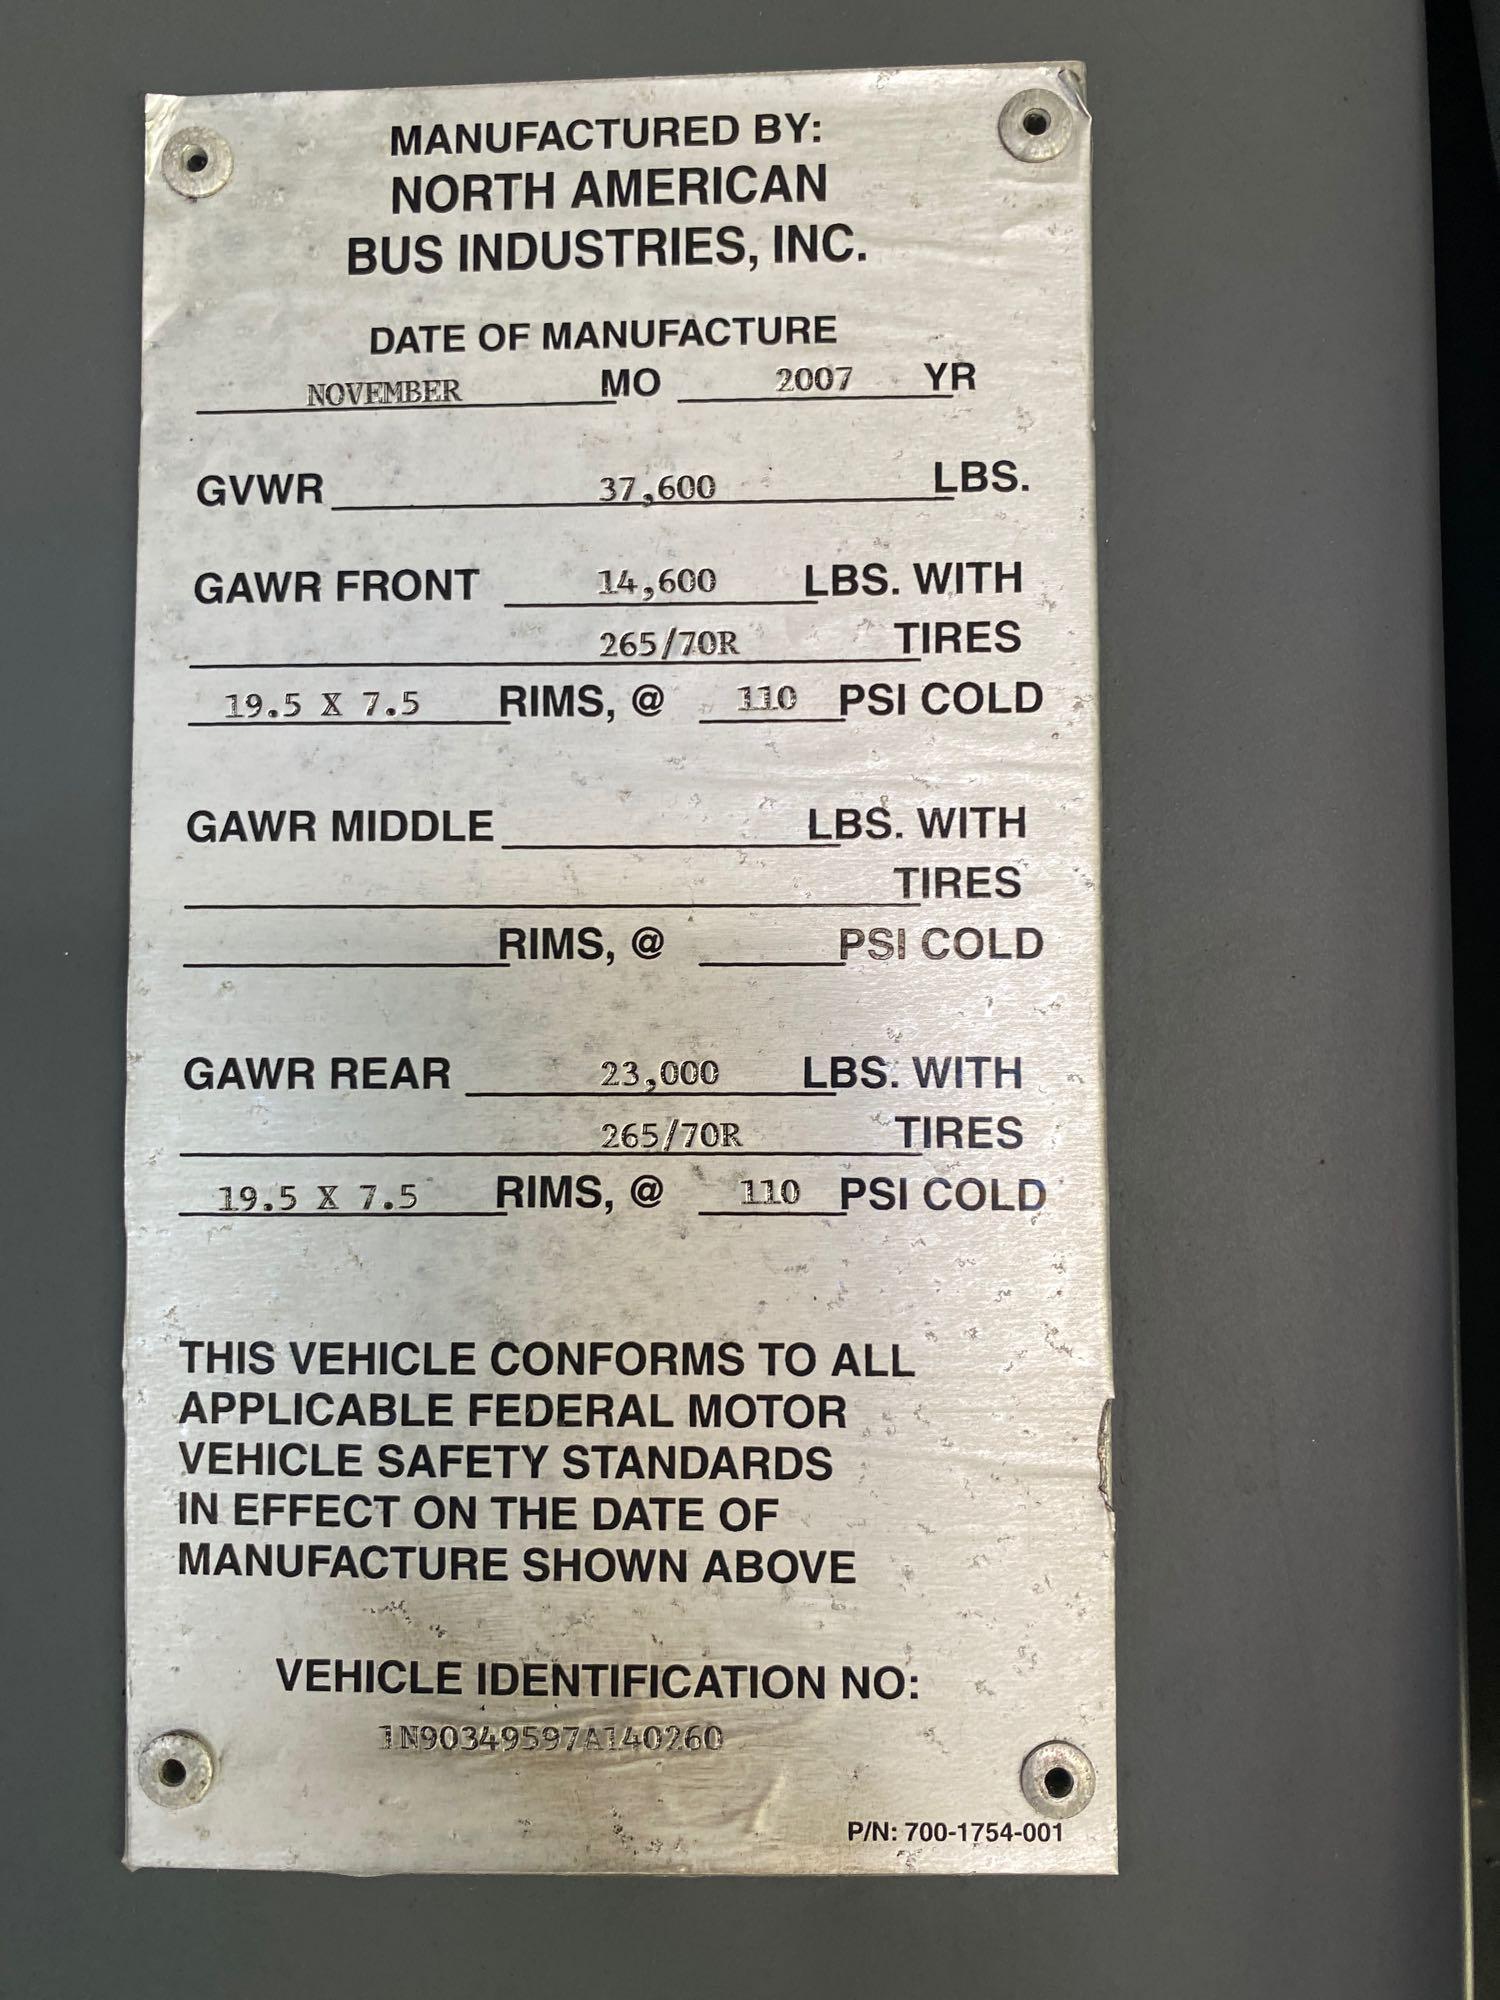 MANUFACTURED BY:
NORTH AMERICAN
BUS INDUSTRIES, INC.
DATE OF MANUFACTURE
NOVEMBER MO 2007 YR
GVWR 37,600 LBS.
GAWR FRONT 14,600 LBS. WITH
265/70R TIRES
19.5 X 7.5 RIMS, @ 110 PSI COLD
GAWR MIDDLE LBS. WITH
TIRES
RIMS, @ PSI COLD
GAWR REAR 23,000 LBS. WITH
265/70R TIRES
19.5 X 7.5 RIMS, @ 110 PSI COLD
THIS VEHICLE CONFORMS TO ALL
APPLICABLE FEDERAL MOTOR
VEHICLE SAFETY STANDARDS
IN EFFECT ON THE DATE OF
MANUFACTURE SHOWN ABOVE
VEHICLE IDENTIFICATION NO:
1N90349597A140260
P/N: 700-1754-001